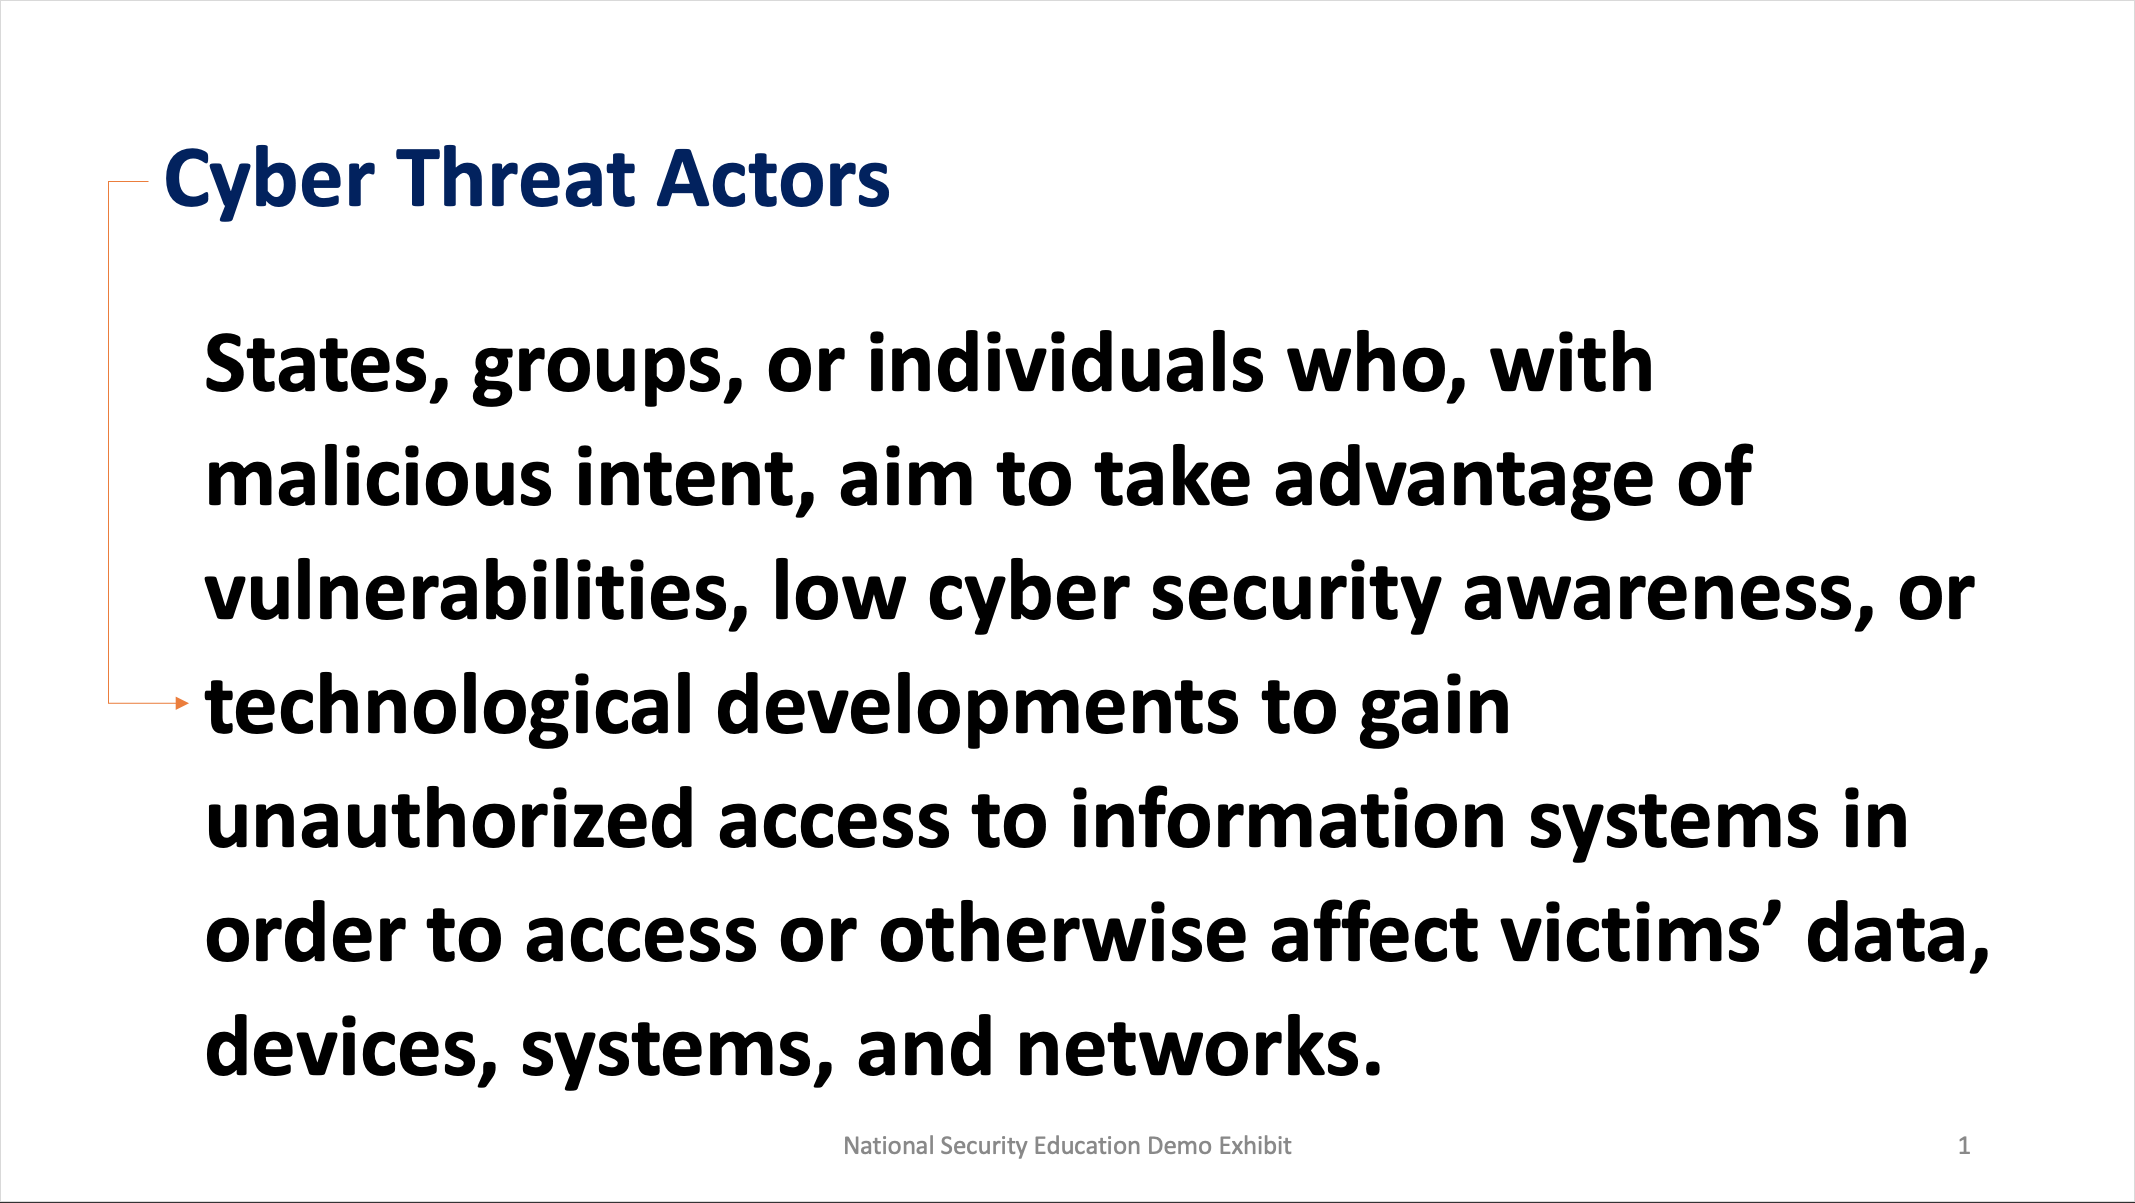 Cyber Threat Actors
States, groups, or individuals who, with
malicious intent, aim to take advantage of
vulnerabilities, low cyber security awareness, or
technological developments to gain
unauthorized access to information systems in
order to access or otherwise affect victims’ data,
devices, systems, and networks.
National Security Education Demo Exhibit
1